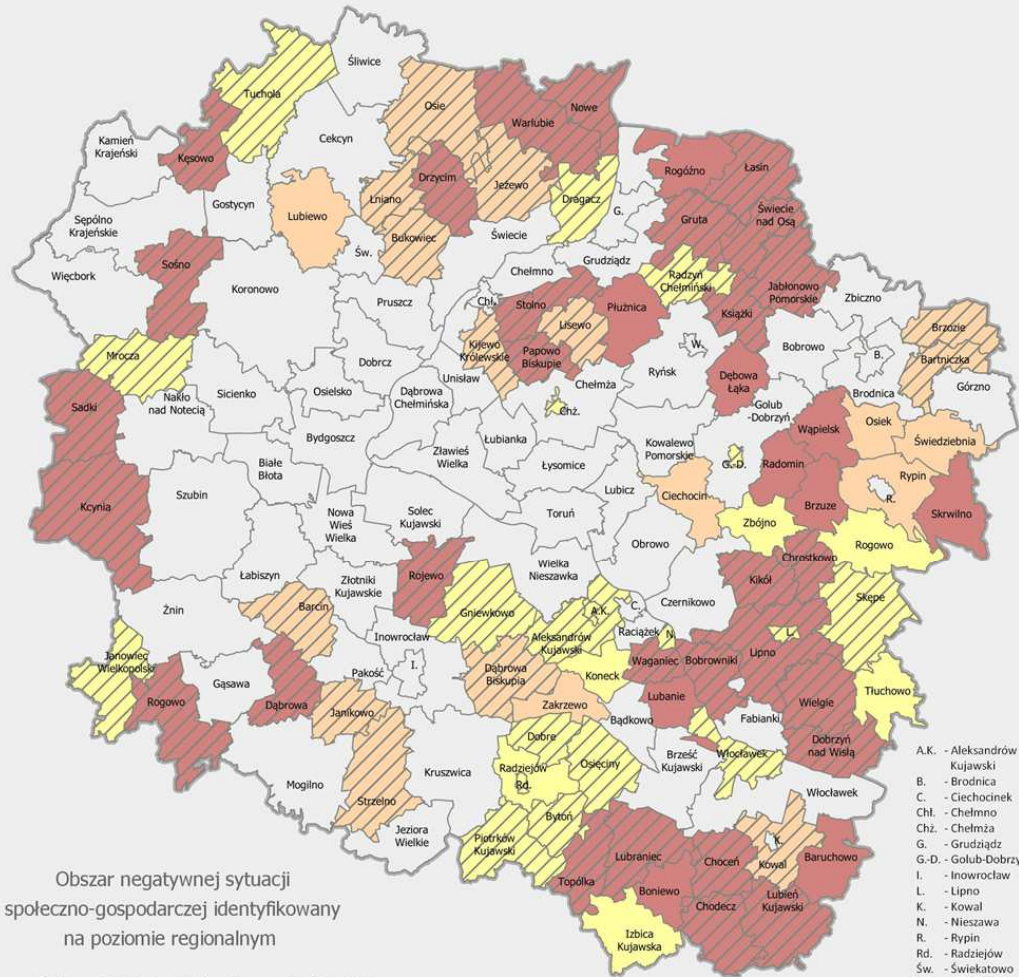 Śliwice
Tuchola
Osie
Nowe
Warlubie
Cekcyn
Kamień
Krajeński
Kęsowo
Rogóźno
Łasin
Drzycim
Jeżewo
Lniano
Dragacz
Gostycyn
Lubiewo
G.
Sępólno
Krajeńskie
Gruta
Świecie
nad Osą
Bukowiec
Świecie
Św.
Grudziądz
Sośno
Więcbork
Chełmno
Radzyń
Chełmiński
Koronowo
Jabłonowo
Pomorskie
Zbiczno
Pruszcz
Chł.
Stolno
Płużnica
Książki
Lisewo
Brzozie
Bobrowo
Kijewo
Królewskie
Papowo
Biskupie
W.
B.
Mrocza
Dobrcz
Bartniczka
Ryńsk
Dębowa
Łąka
Unisław
Chełmża
Górzno
Brodnica
Nakło
nad Notecią
Sicienko
Osielsko
Dąbrowa
Chełmińska
Golub
-Dobrzyń
Chż.
Sadki
Osiek
Wąpielsk
Świedziebnia
Bydgoszcz
Łubianka
Kowalewo
Pomorskie
Zławieś
Wielka
G.-D.
Radomin
Białe
Błota
Łysomice
Rypin
R.
Szubin
Ciechocin
Lubicz
Brzuze
Skrwilno
Kcynia
Nowa
Wieś
Wielka
Solec
Kujawski
Toruń
Zbójno
Obrowo
Rogowo
Chrostkowo
Wielka
Nieszawka
Łabiszyn
Złotniki
Kujawskie
Rojewo
Kikół
Skępe
Czernikowo
Żnin
Barcin
Gniewkowo
A.K.
C.
Raciążek
N.
L.
Inowrocław
Aleksandrów
Kujawski
Janowiec
Wielkopolski
Lipno
Waganiec
Bobrowniki
I.
Pakość
Dąbrowa
Biskupia
Koneck
Gąsawa
Tłuchowo
Rogowo
Dąbrowa
Lubanie
Wielgie
Janikowo
Zakrzewo
Bądkowo
Fabianki
Dobre
Dobrzyń
nad Wisłą
Włocławek
Osięciny
Brześć
Kujawski
Kruszwica
Radziejów
Rd.
Mogilno
Włocławek
Strzelno
Bytoń
Jeziora
Wielkie
Piotrków
Kujawski
K.
Kowal
Baruchowo
Lubraniec
Choceń
Topólka
Boniewo
Lubień
Kujawski
Chodecz
Izbica
Kujawska
Obszar negatywnej sytuacji
społeczno-gospodarczej identyfikowany
na poziomie regionalnym
A.K. - Aleksandrów
Kujawski
B. - Brodnica
C. - Ciechocinek
Chł. - Chełmno
Chż. - Chełmża
G. - Grudziądz
G.-D. - Golub-Dobrzy
I. - Inowrocław
L. - Lipno
K. - Kowal
N. - Nieszawa
R. - Rypin
Rd. - Radziejów
Św. - Świekatowo